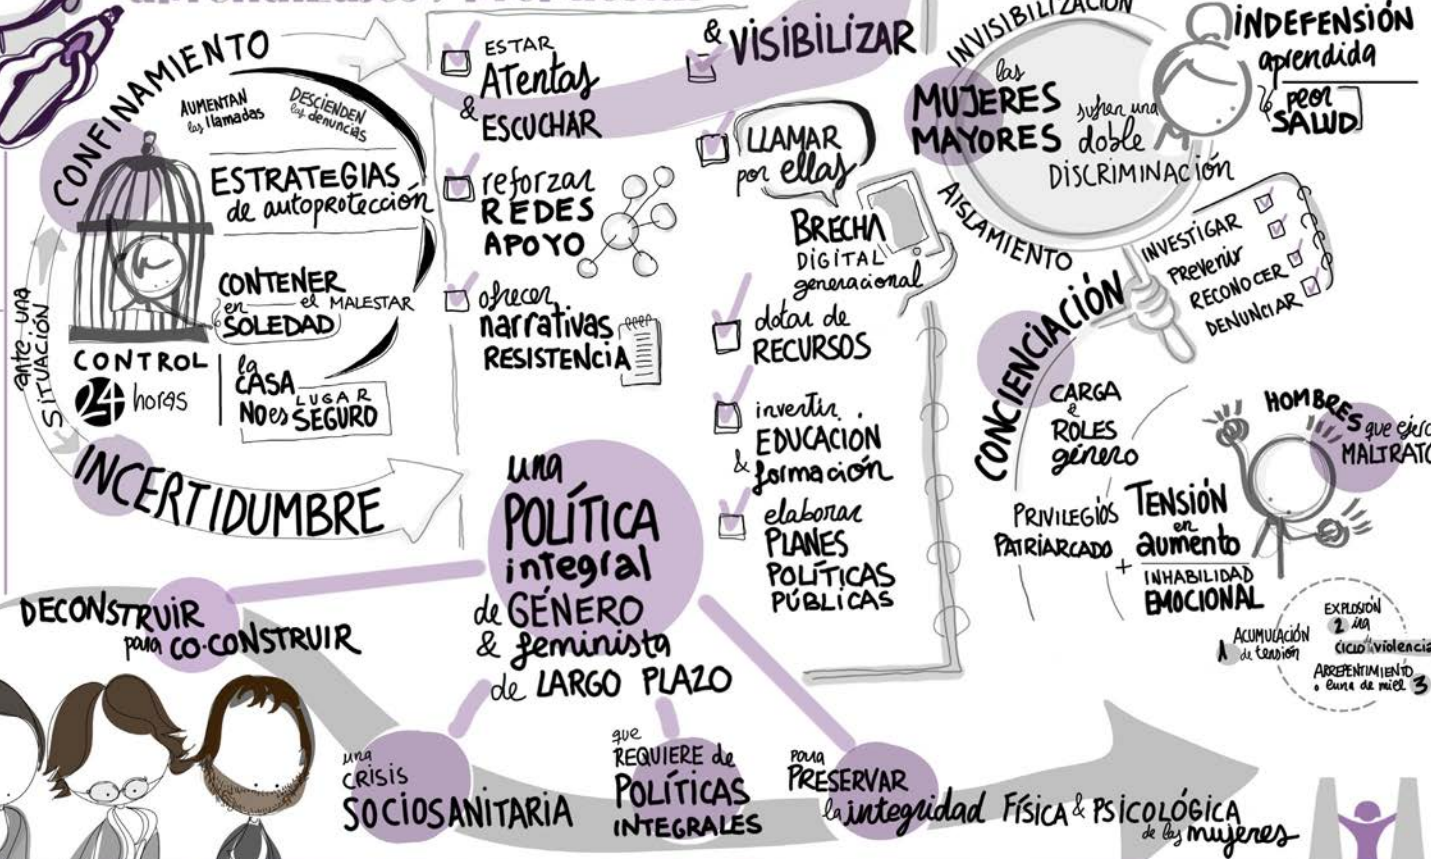 CONFINAMIENTO
AUMENTAN
las llamadas
DESCIENDEN
las denuncias
ESTRATEGIAS
de autoprotección
CONTENER
en el MALESTAR
SOLEDAD
CONTROL
24 horas
la
CASA
NO es LUGAR
SEGURO
ante una
SITUACIÓN
INCERTIDUMBRE
ESTAR
ATENTAS
& ESCUCHAR
reforzar
REDES
APOYO
ofrecer
narrativas
RESISTENCIA
& VISIBILIZAR
LLAMAR
por ellas
BRECHA
DIGITAL
generacional
dotar de
RECURSOS
invertir
EDUCACIÓN
& formación
elaborar
PLANES
POLÍTICAS
PÚBLICAS
INVISIBILIZACIÓN
las
MUJERES
MAYORES
sufren una
doble
DISCRIMINACIÓN
AISLAMIENTO
INDEFENSIÓN
aprendida
& peor
SALUD
INVESTIGAR
PREVENIR
RECONOCER
DENUNCIAR
CONCIENCIACIÓN
CARGA
&
ROLES
género
PRIVILEGIOS
PATRIARCADO
+
TENSIÓN
en
aumento
INHABILIDAD
EMOCIONAL
HOMBRES
que ejerc
MALTRATO
1 ACUMULACIÓN
de tensión
EXPLOSIÓN
2 ira
CICLO de violencia
ARREPENTIMIENTO
o luna de miel 3
una
POLÍTICA
integral
de GÉNERO
& feminista
de LARGO PLAZO
DECONSTRUIR
para CO-CONSTRUIR
una
CRISIS
SOCIOSANITARIA
que
REQUIERE de
POLÍTICAS
INTEGRALES
para
PRESERVAR
la integridad FÍSICA & PSICOLÓGICA
de las mujeres